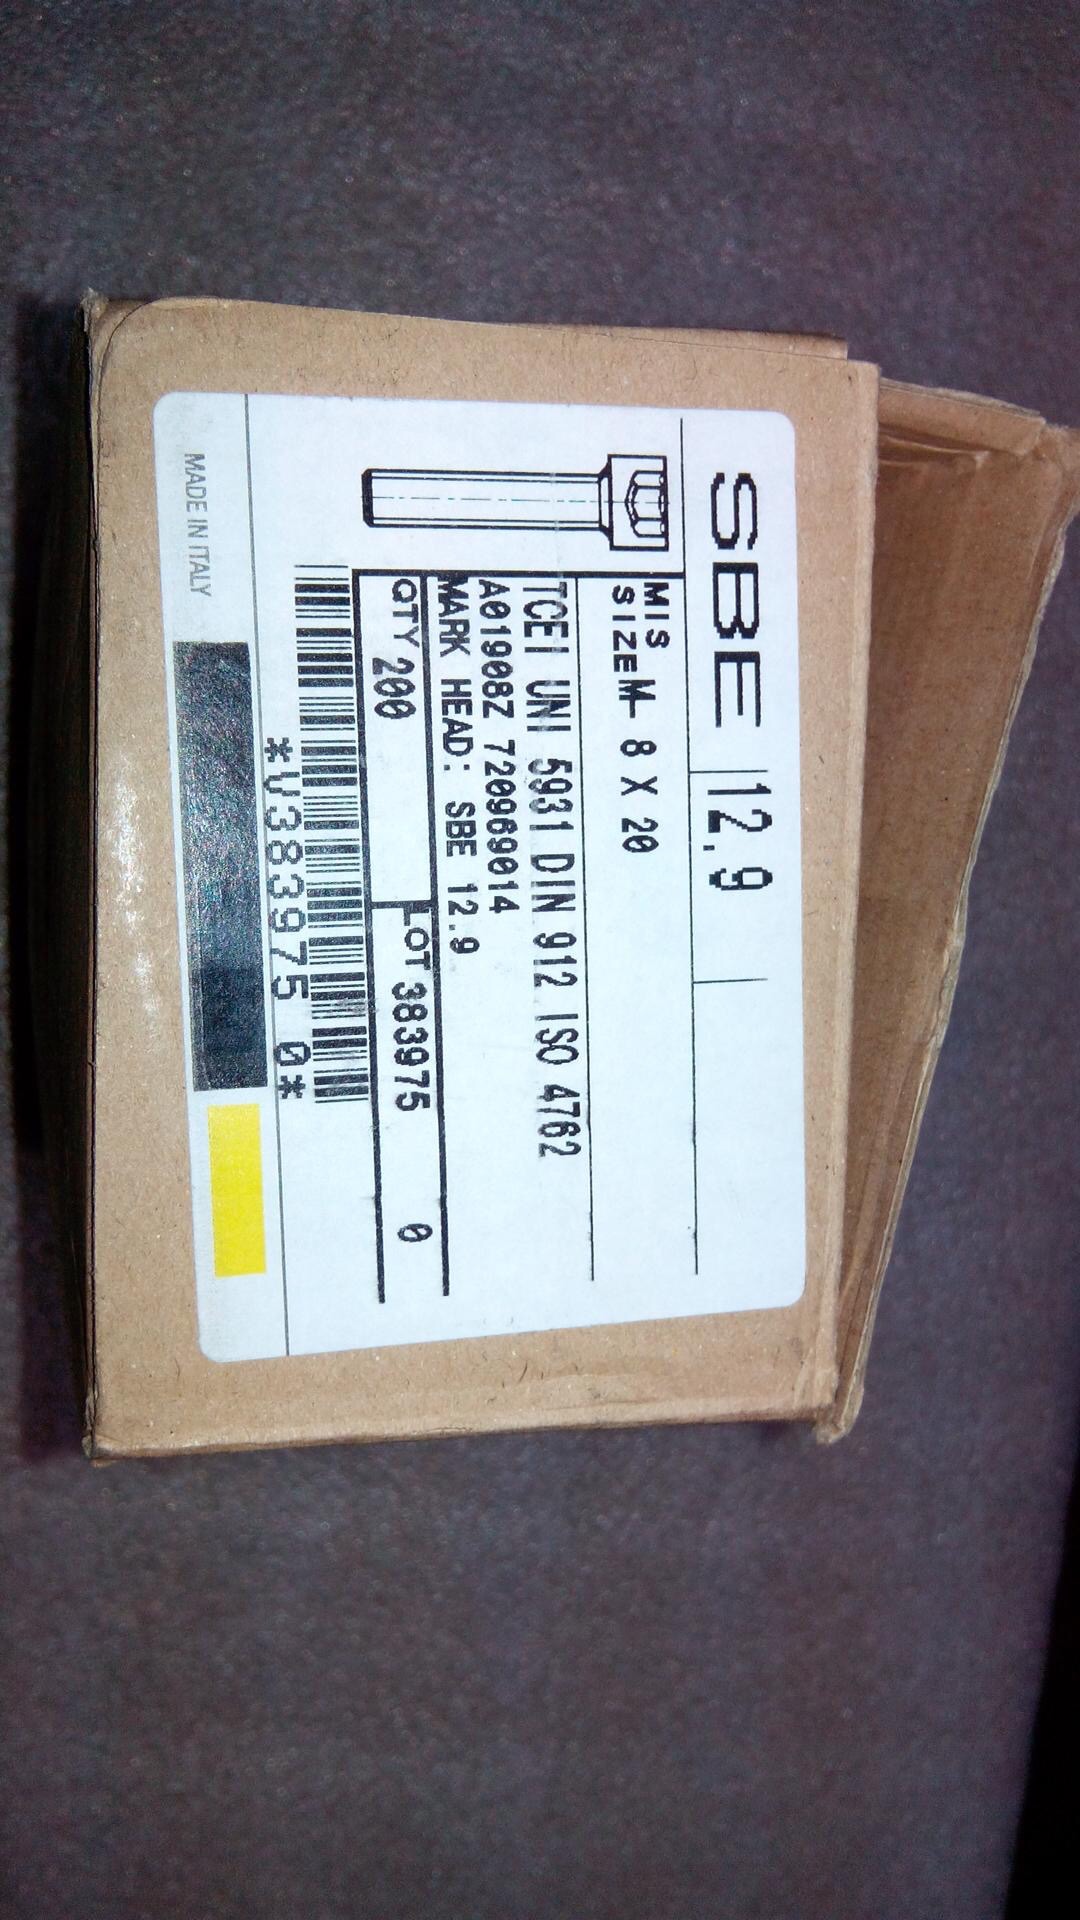 SBE 12.9
MIS
SIZE M- 8 X 20
TCEI UNI 5931 DIN 912 ISO 4762
A01908Z 720969014
MARK HEAD: SBE 12.9
QTY 200 LOT 383975 0
*V383975 0*
MADE IN ITALY